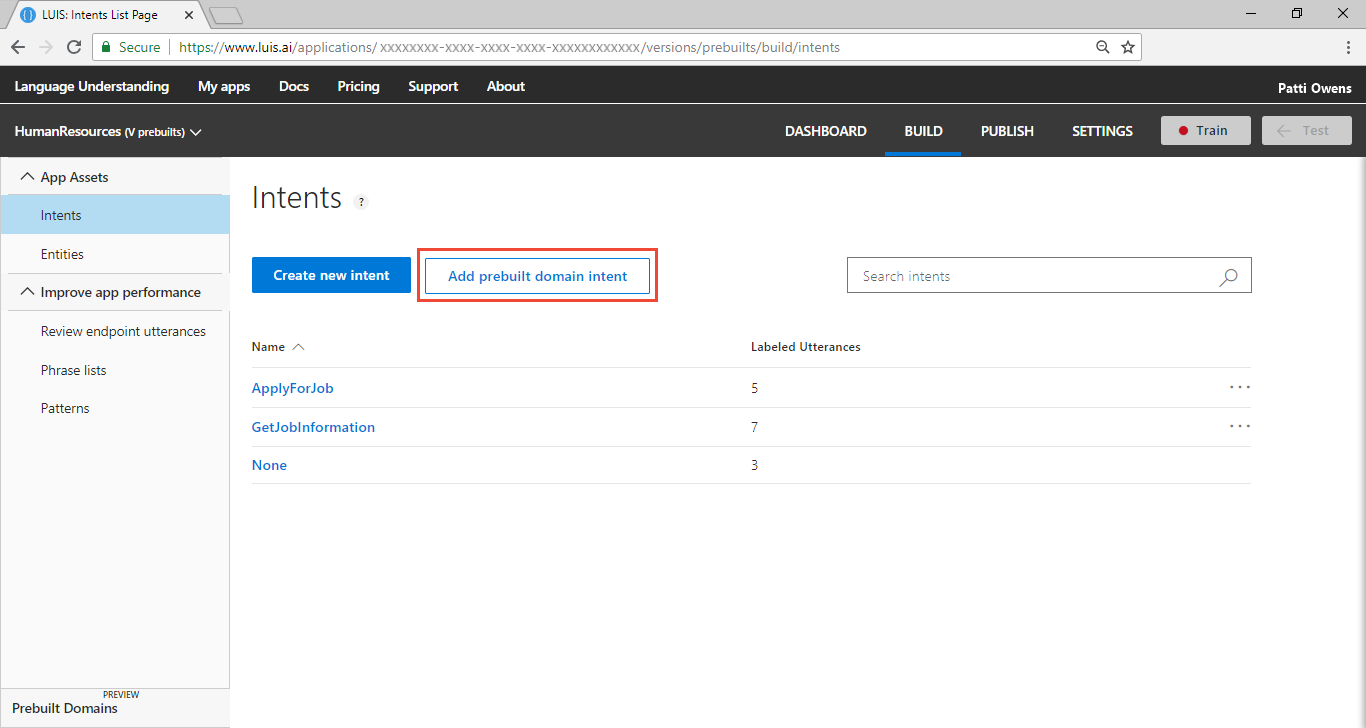 LUIS: Intents List Page
Secure https://www.luis.ai/applications/ xxxxxxxx-xxxx-xxxx-xxxx-xxxxxxxxxxxx/versions/prebuilts/build/intents
Language Understanding My apps Docs Pricing Support About Patti Owens
HumanResources (V prebuilts) DASHBOARD BUILD PUBLISH SETTINGS Train Test
App Assets
Intents
Entities
Improve app performance
Review endpoint utterances
Phrase lists
Patterns
PREVIEW
Prebuilt Domains
Intents ?
Create new intent Add prebuilt domain intent Search intents
Name Labeled Utterances
ApplyForJob 5 ...
GetJobInformation 7 ...
None 3